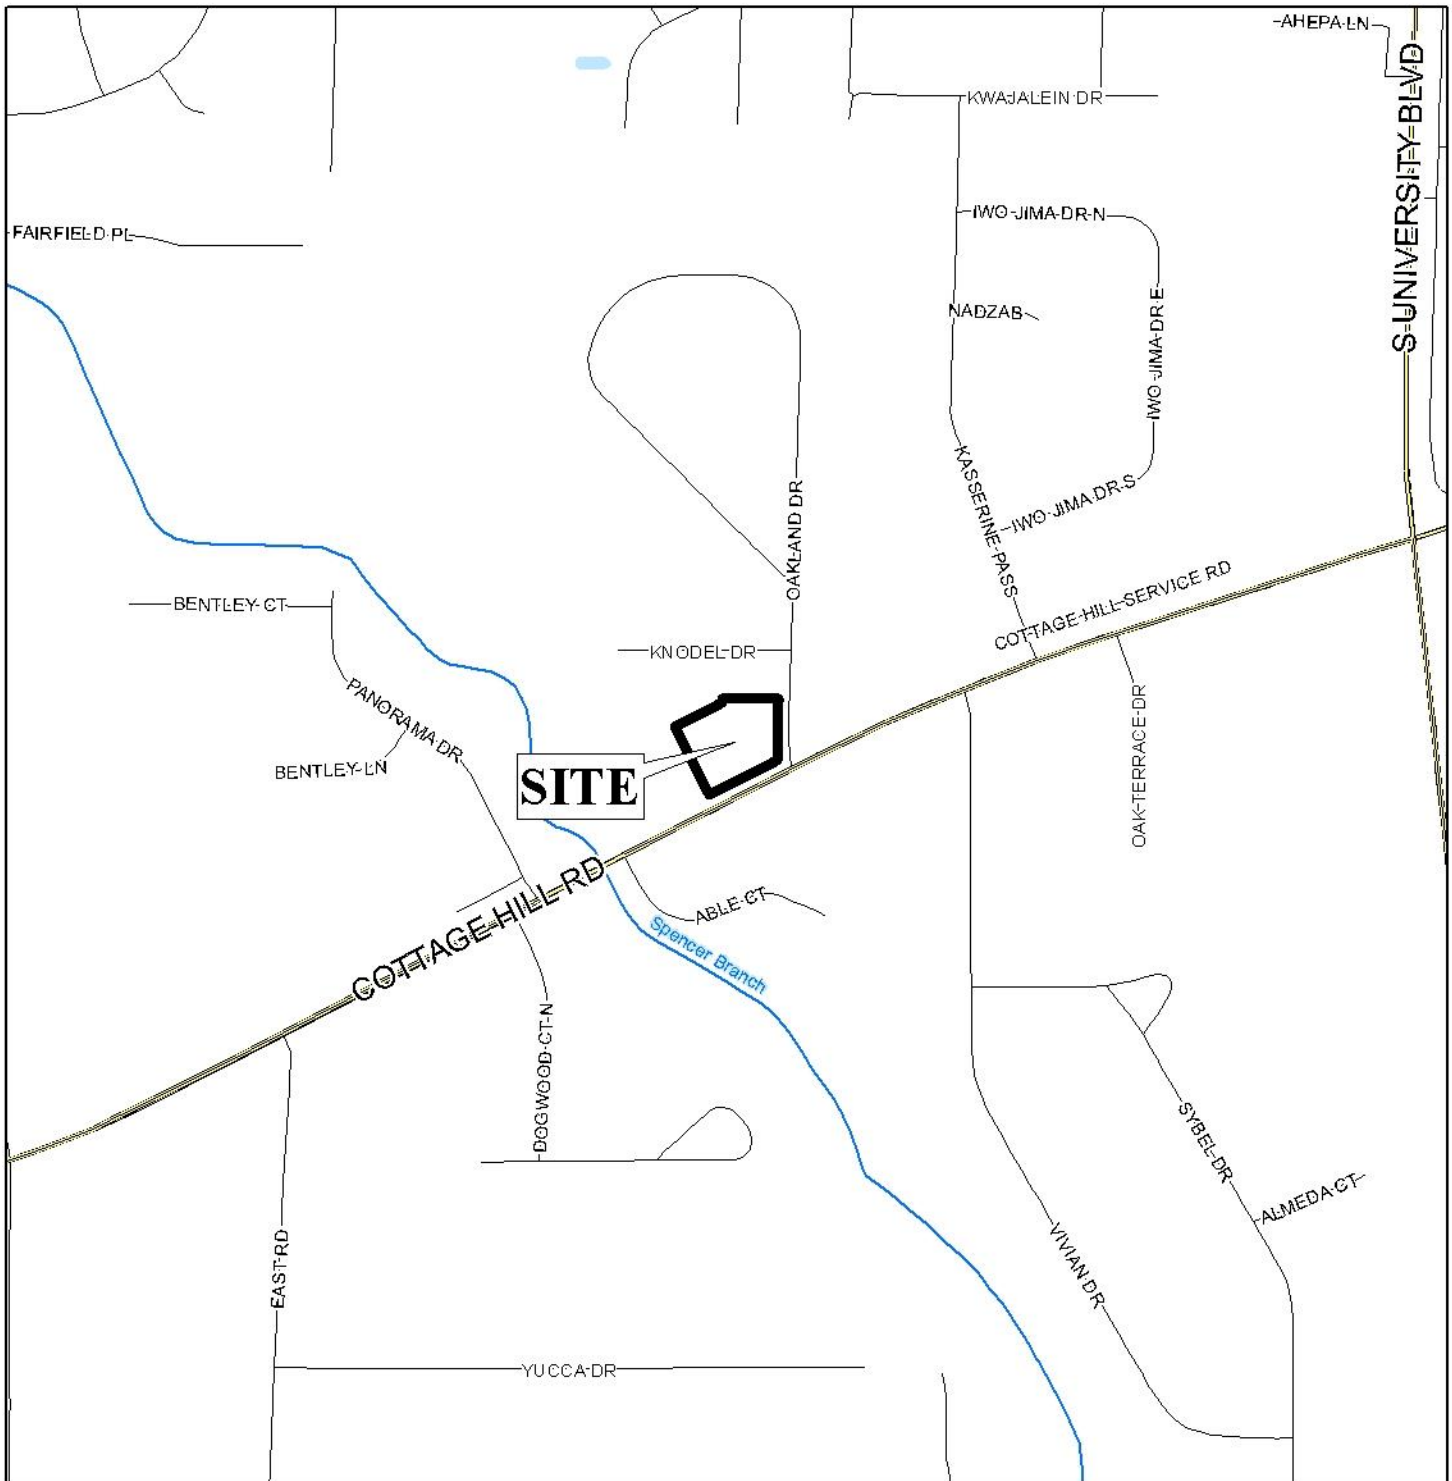 AHEPA LN
KWAJALEIN DR
S UNIVERSITY BLVD
IWO JIMA DR N
FAIRFIELD PL
NADZAB
IWO JIMA DR E
KASSERINE PASS
IWO JIMA DR S
OAKLAND DR
COTTAGE HILL SERVICE RD
BENTLEY CT
KNODEL DR
PANORAMA DR
OAK TERRACE DR
BENTLEY LN
SITE
COTTAGE HILL RD
ABLE CT
Spencer Branch
DOGWOOD CT N
SYBEL DR
ALMEDA CT
VIVIAN DR
EAST RD
YUCCA DR